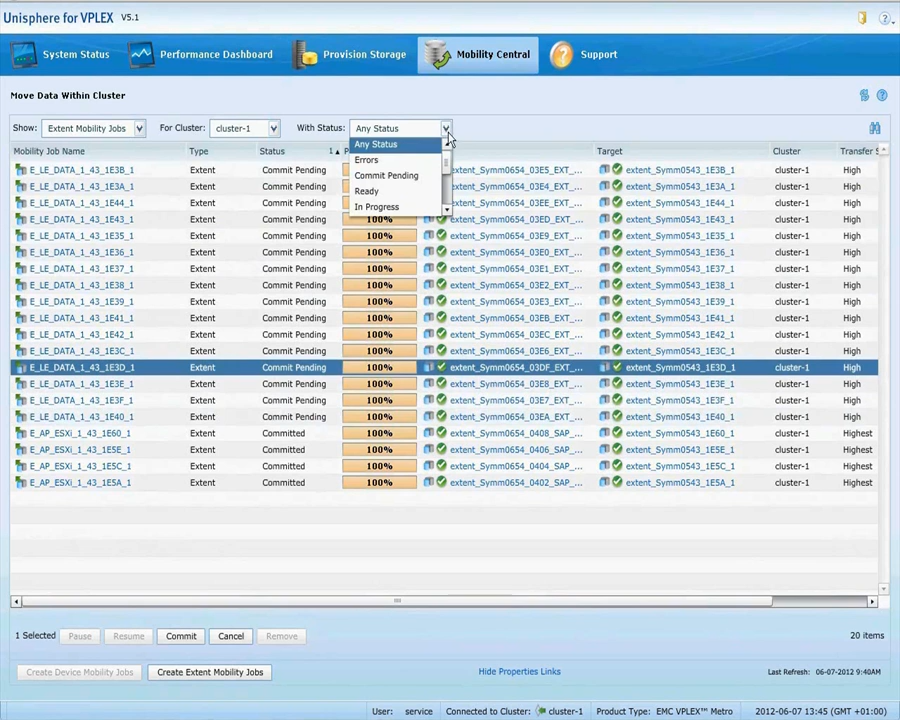 Unisphere for VPLEX V5.1
System Status Performance Dashboard Provision Storage Mobility Central Support
Move Data Within Cluster
Show: Extent Mobility Jobs For Cluster: cluster-1 With Status: Any Status
Any Status
Errors
Commit Pending
Ready
In Progress
Mobility Job Name Type Status 1 Target Cluster Transfer
E_LE_DATA_1_43_1E3B_1 Extent Commit Pending extent_Symm0654_03E5_EXT_... extent_Symm0543_1E3B_1 cluster-1 High
E_LE_DATA_1_43_1E3A_1 Extent Commit Pending extent_Symm0654_03E4_EXT_... extent_Symm0543_1E3A_1 cluster-1 High
E_LE_DATA_1_43_1E44_1 Extent Commit Pending extent_Symm0654_03EE_EXT_... extent_Symm0543_1E44_1 cluster-1 High
E_LE_DATA_1_43_1E43_1 Extent Commit Pending 100% extent_Symm0654_03ED_EXT_... extent_Symm0543_1E43_1 cluster-1 High
E_LE_DATA_1_43_1E35_1 Extent Commit Pending 100% extent_Symm0654_03E9_EXT_... extent_Symm0543_1E35_1 cluster-1 High
E_LE_DATA_1_43_1E36_1 Extent Commit Pending 100% extent_Symm0654_03E0_EXT_... extent_Symm0543_1E36_1 cluster-1 High
E_LE_DATA_1_43_1E37_1 Extent Commit Pending 100% extent_Symm0654_03E1_EXT_... extent_Symm0543_1E37_1 cluster-1 High
E_LE_DATA_1_43_1E38_1 Extent Commit Pending 100% extent_Symm0654_03E2_EXT_... extent_Symm0543_1E38_1 cluster-1 High
E_LE_DATA_1_43_1E39_1 Extent Commit Pending 100% extent_Symm0654_03E3_EXT_... extent_Symm0543_1E39_1 cluster-1 High
E_LE_DATA_1_43_1E41_1 Extent Commit Pending 100% extent_Symm0654_03EB_EXT_... extent_Symm0543_1E41_1 cluster-1 High
E_LE_DATA_1_43_1E42_1 Extent Commit Pending 100% extent_Symm0654_03EC_EXT_... extent_Symm0543_1E42_1 cluster-1 High
E_LE_DATA_1_43_1E3C_1 Extent Commit Pending 100% extent_Symm0654_03E6_EXT_... extent_Symm0543_1E3C_1 cluster-1 High
E_LE_DATA_1_43_1E3D_1 Extent Commit Pending 100% extent_Symm0654_03DF_EXT_... extent_Symm0543_1E3D_1 cluster-1 High
E_LE_DATA_1_43_1E3E_1 Extent Commit Pending 100% extent_Symm0654_03E8_EXT_... extent_Symm0543_1E3E_1 cluster-1 High
E_LE_DATA_1_43_1E3F_1 Extent Commit Pending 100% extent_Symm0654_03E7_EXT_... extent_Symm0543_1E3F_1 cluster-1 High
E_LE_DATA_1_43_1E40_1 Extent Commit Pending 100% extent_Symm0654_03EA_EXT_... extent_Symm0543_1E40_1 cluster-1 High
E_AP_ESXi_1_43_1E60_1 Extent Committed 100% extent_Symm0654_0408_SAP_... extent_Symm0543_1E60_1 cluster-1 Highest
E_AP_ESXi_1_43_1E5E_1 Extent Committed 100% extent_Symm0654_0406_SAP_... extent_Symm0543_1E5E_1 cluster-1 Highest
E_AP_ESXi_1_43_1E5C_1 Extent Committed 100% extent_Symm0654_0404_SAP_... extent_Symm0543_1E5C_1 cluster-1 Highest
E_AP_ESXi_1_43_1E5A_1 Extent Committed 100% extent_Symm0654_0402_SAP_... extent_Symm0543_1E5A_1 cluster-1 Highest
1 Selected Pause Resume Commit Cancel Remove 20 items
Create Device Mobility Jobs Create Extent Mobility Jobs Hide Properties Links Last Refresh: 06-07-2012 9:40AM
User: service Connected to Cluster: cluster-1 Product Type: EMC VPLEX™ Metro 2012-06-07 13:45 (GMT +01:00)